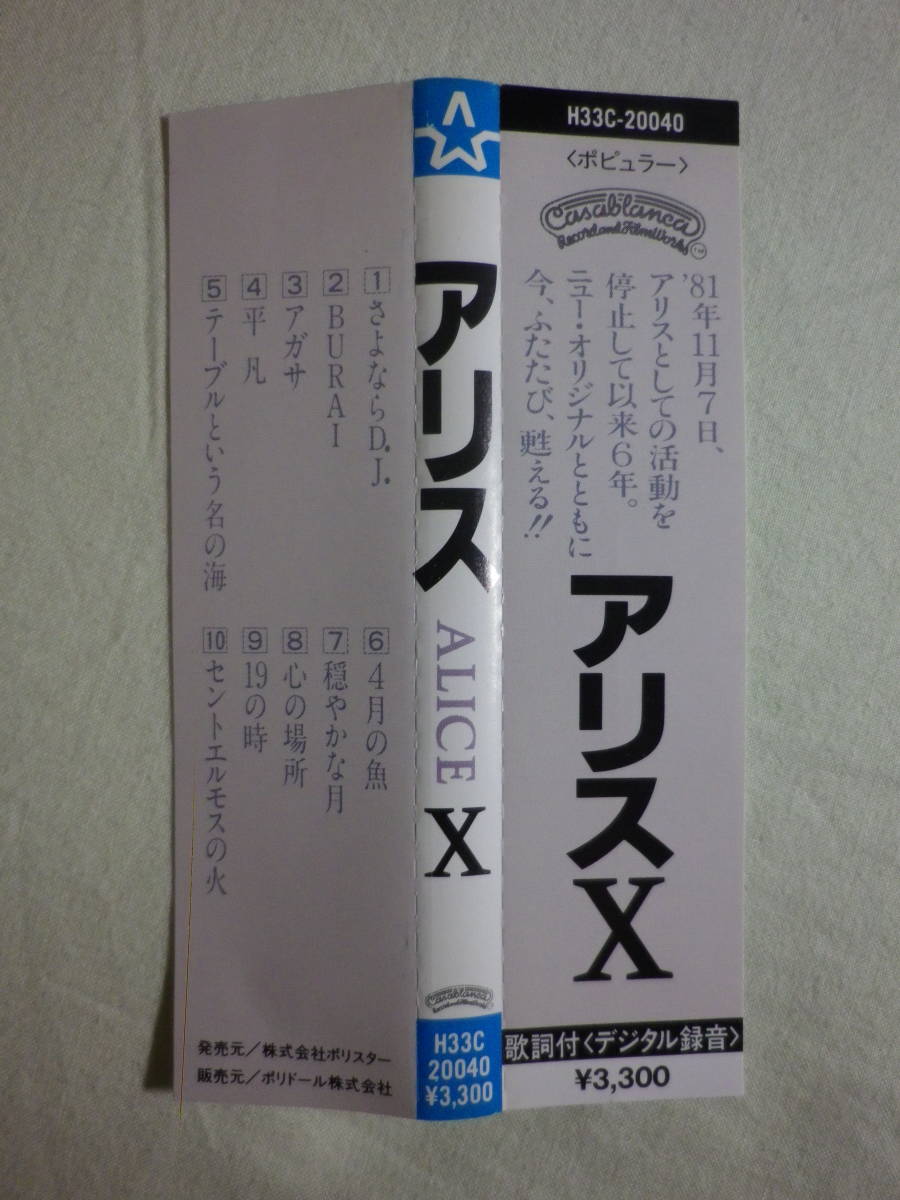 H33C-20040
〈ポピュラー〉
Casablanca
Record and FilmWorks
TM
'81年11月7日、
アリスとしての活動を
停止して以来6年。
ニュー・オリジナルとともに
今、ふたたび、甦える!!
アリスX
歌詞付〈デジタル録音〉
¥3,300
アリス ALICE X
Casablanca
Record and FilmWorks
H33C
20040
¥3,300
1 さよならD.J.
2 BURAI
3 アガサ
4 平凡
5 テーブルという名の海
6 4月の魚
7 穏やかな月
8 心の場所
9 19の時
10 セントエルモスの火
発売元/株式会社ポリスター
販売元/ポリドール株式会社